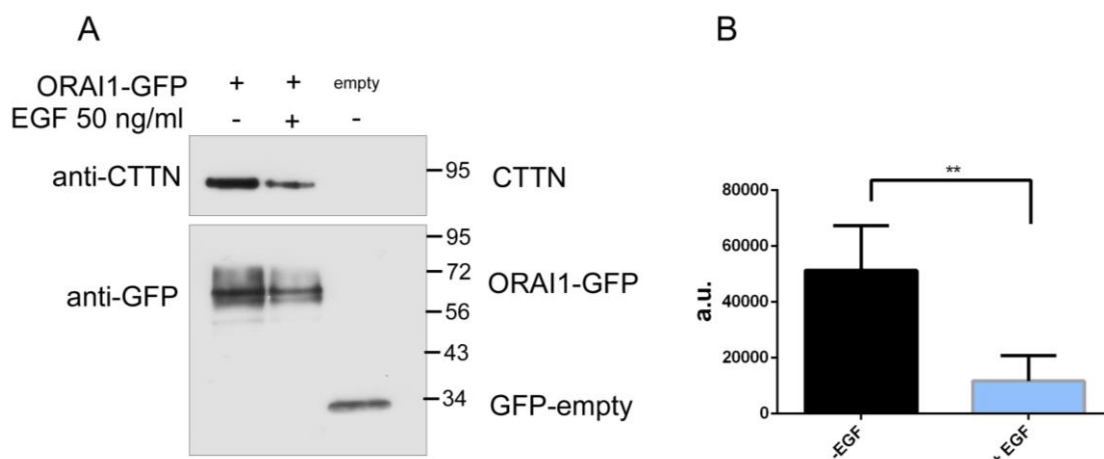 A
ORAI1-GFP + + empty
EGF 50 ng/ml - + -
anti-CTTN
95
CTTN
anti-GFP
95
72
56
43
34
ORAI1-GFP
GFP-empty
B
**
a.u.
80000
60000
40000
20000
0
-EGF
+ EGF